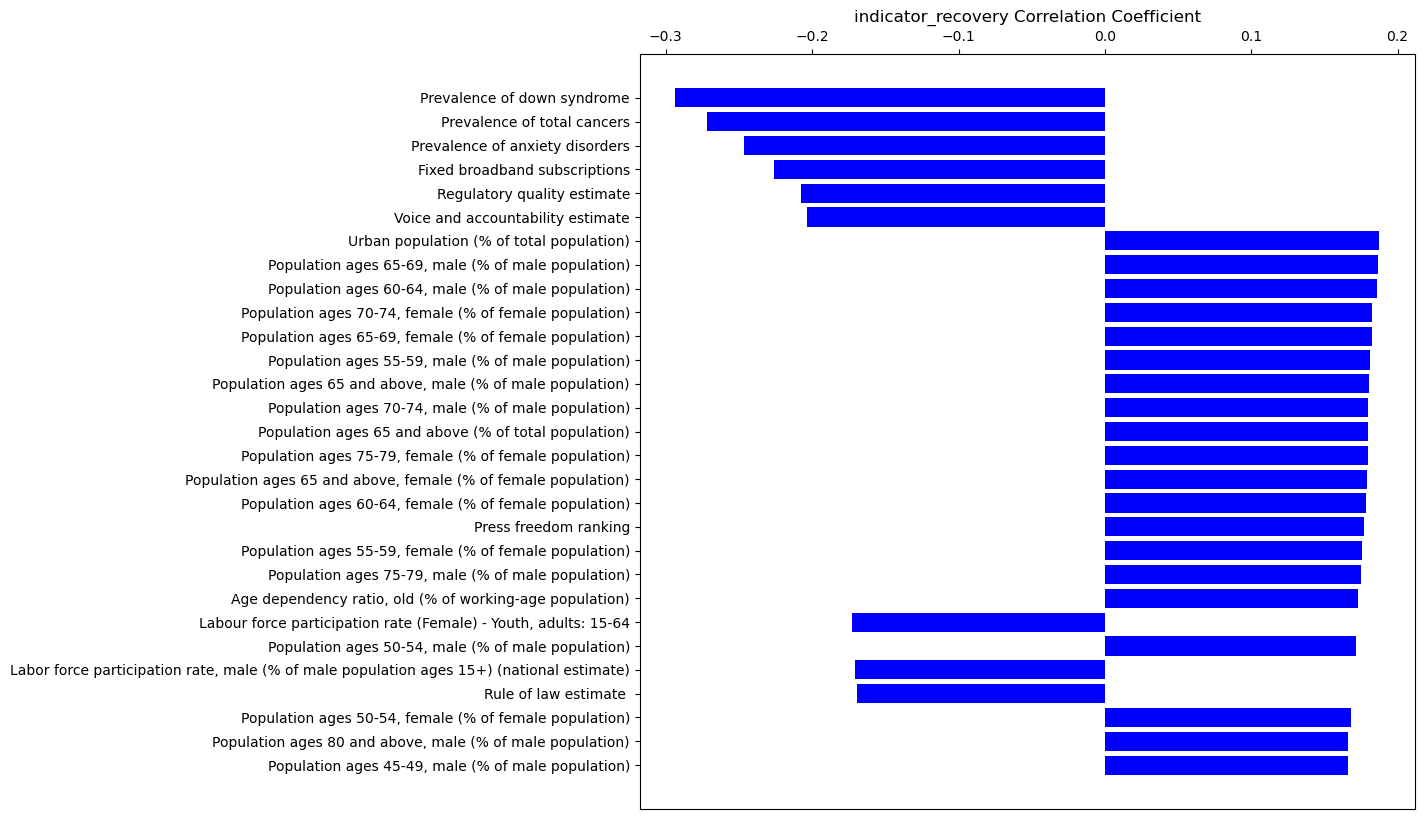 indicator_recovery Correlation Coefficient
−0.3 −0.2 −0.1 0.0 0.1 0.2
Prevalence of down syndrome
Prevalence of total cancers
Prevalence of anxiety disorders
Fixed broadband subscriptions
Regulatory quality estimate
Voice and accountability estimate
Urban population (% of total population)
Population ages 65-69, male (% of male population)
Population ages 60-64, male (% of male population)
Population ages 70-74, female (% of female population)
Population ages 65-69, female (% of female population)
Population ages 55-59, male (% of male population)
Population ages 65 and above, male (% of male population)
Population ages 70-74, male (% of male population)
Population ages 65 and above (% of total population)
Population ages 75-79, female (% of female population)
Population ages 65 and above, female (% of female population)
Population ages 60-64, female (% of female population)
Press freedom ranking
Population ages 55-59, female (% of female population)
Population ages 75-79, male (% of male population)
Age dependency ratio, old (% of working-age population)
Labour force participation rate (Female) - Youth, adults: 15-64
Population ages 50-54, male (% of male population)
Labor force participation rate, male (% of male population ages 15+) (national estimate)
Rule of law estimate
Population ages 50-54, female (% of female population)
Population ages 80 and above, male (% of male population)
Population ages 45-49, male (% of male population)